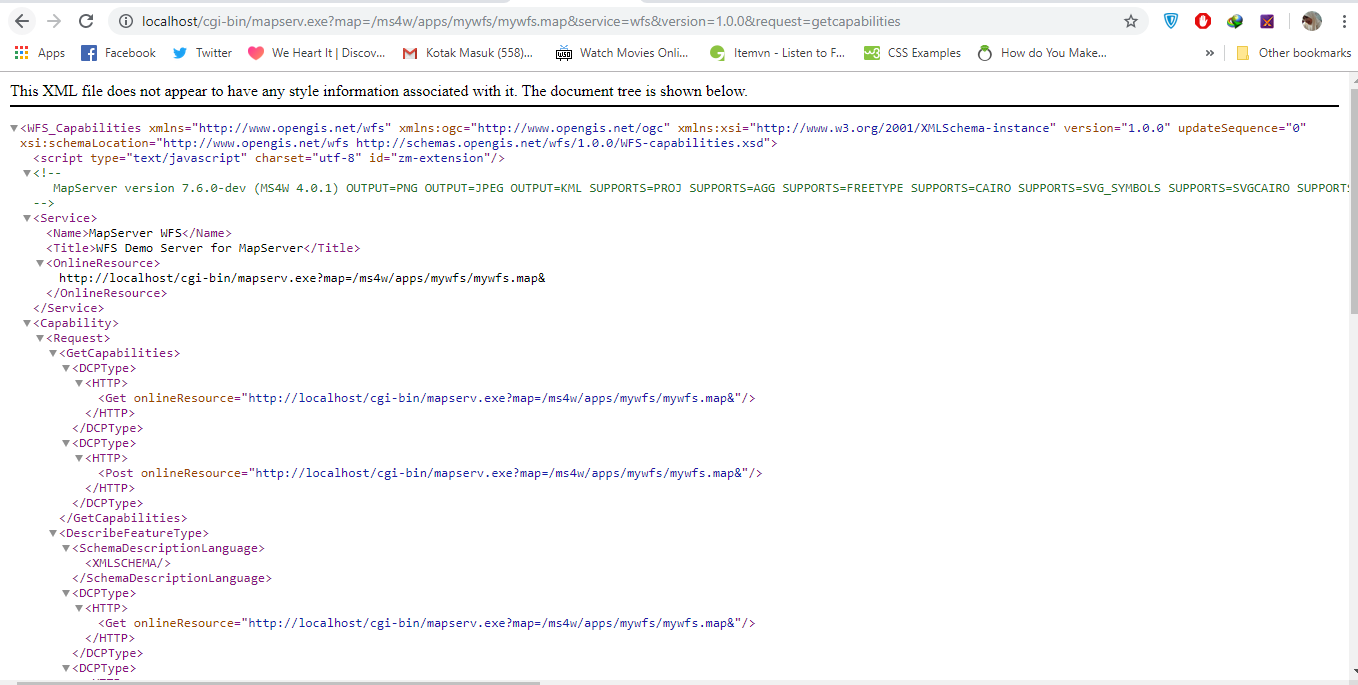 localhost/cgi-bin/mapserv.exe?map=/ms4w/apps/mywfs/mywfs.map&service=wfs&version=1.0.0&request=getcapabilities
Apps Facebook Twitter We Heart It | Discov... Kotak Masuk (558)... Watch Movies Onli... Itemvn - Listen to F... CSS Examples How do You Make... » Other bookmarks
This XML file does not appear to have any style information associated with it. The document tree is shown below.
<WFS_Capabilities xmlns="http://www.opengis.net/wfs" xmlns:ogc="http://www.opengis.net/ogc" xmlns:xsi="http://www.w3.org/2001/XMLSchema-instance" version="1.0.0" updateSequence="0"
xsi:schemaLocation="http://www.opengis.net/wfs http://schemas.opengis.net/wfs/1.0.0/WFS-capabilities.xsd">
<script type="text/javascript" charset="utf-8" id="zm-extension"/>
<!--
MapServer version 7.6.0-dev (MS4W 4.0.1) OUTPUT=PNG OUTPUT=JPEG OUTPUT=KML SUPPORTS=PROJ SUPPORTS=AGG SUPPORTS=FREETYPE SUPPORTS=CAIRO SUPPORTS=SVG_SYMBOLS SUPPORTS=SVGCAIRO SUPPORTS
-->
<Service>
<Name>MapServer WFS</Name>
<Title>WFS Demo Server for MapServer</Title>
<OnlineResource>
http://localhost/cgi-bin/mapserv.exe?map=/ms4w/apps/mywfs/mywfs.map&
</OnlineResource>
</Service>
<Capability>
<Request>
<GetCapabilities>
<DCPType>
<HTTP>
<Get onlineResource="http://localhost/cgi-bin/mapserv.exe?map=/ms4w/apps/mywfs/mywfs.map&"/>
</HTTP>
</DCPType>
<DCPType>
<HTTP>
<Post onlineResource="http://localhost/cgi-bin/mapserv.exe?map=/ms4w/apps/mywfs/mywfs.map&"/>
</HTTP>
</DCPType>
</GetCapabilities>
<DescribeFeatureType>
<SchemaDescriptionLanguage>
<XMLSCHEMA/>
</SchemaDescriptionLanguage>
<DCPType>
<HTTP>
<Get onlineResource="http://localhost/cgi-bin/mapserv.exe?map=/ms4w/apps/mywfs/mywfs.map&"/>
</HTTP>
</DCPType>
<DCPType>